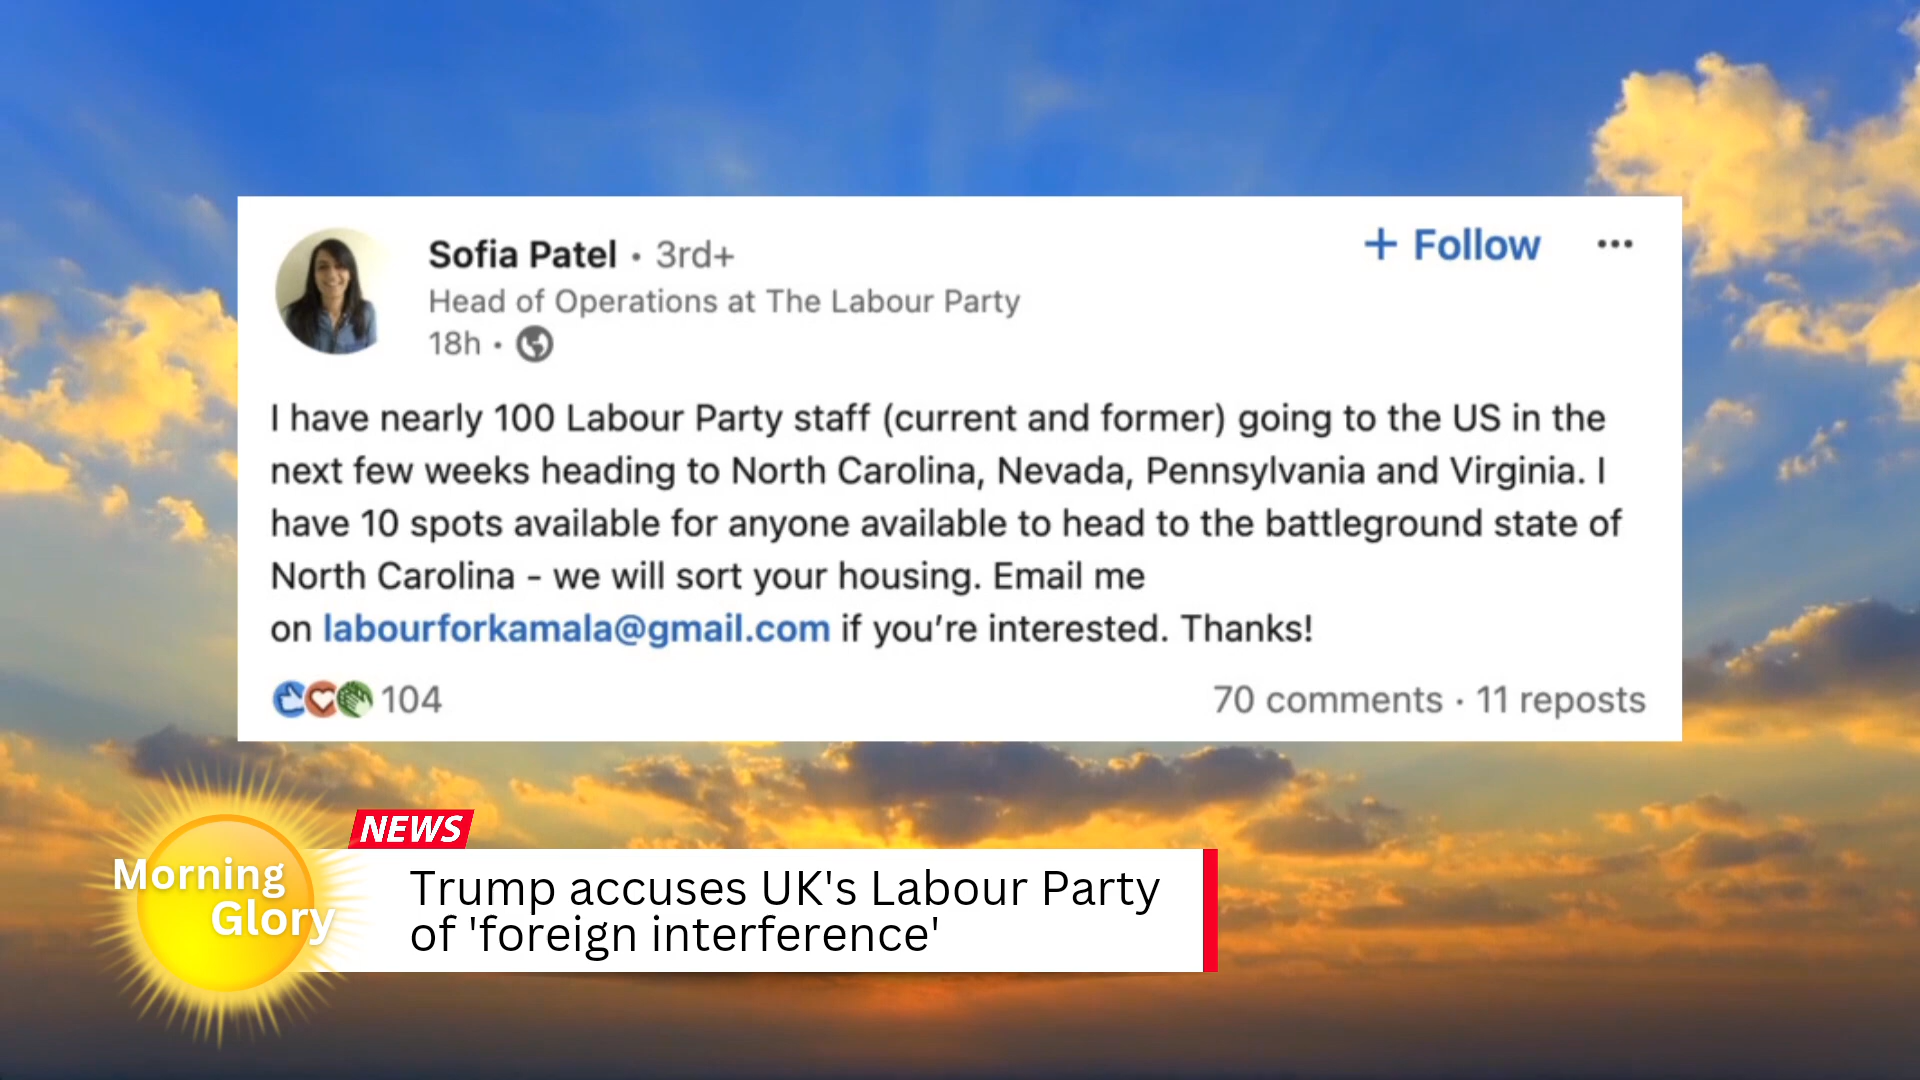 Sofia Patel • 3rd+
+ Follow
Head of Operations at The Labour Party
18h •
I have nearly 100 Labour Party staff (current and former) going to the US in the
next few weeks heading to North Carolina, Nevada, Pennsylvania and Virginia. I
have 10 spots available for anyone available to head to the battleground state of
North Carolina - we will sort your housing. Email me
on labourforkamala@gmail.com if you’re interested. Thanks!
104
70 comments · 11 reposts
NEWS
Morning
Glory
Trump accuses UK's Labour Party
of 'foreign interference'